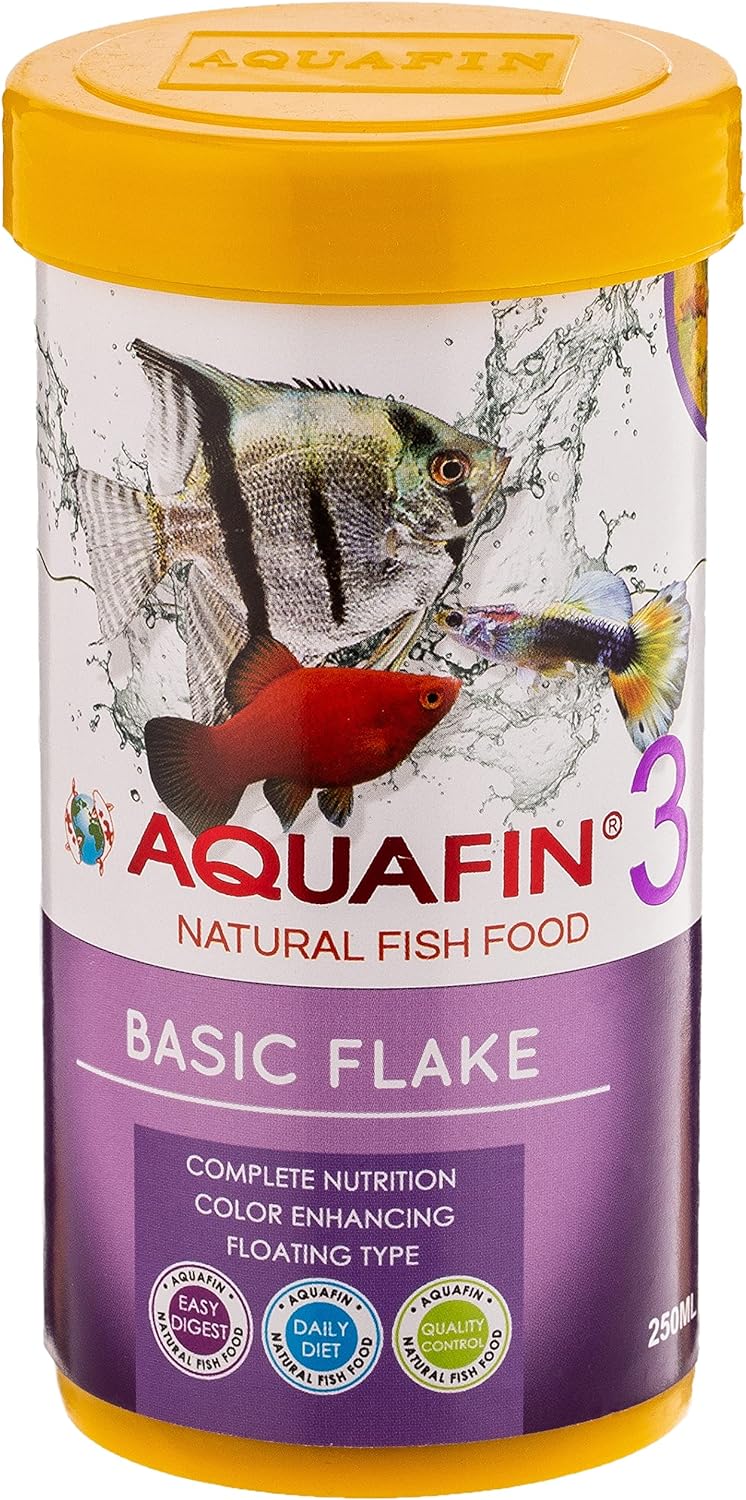 AQUAFIN
AQUAFIN® 3
NATURAL FISH FOOD
BASIC FLAKE
COMPLETE NUTRITION
COLOR ENHANCING
FLOATING TYPE
• AQUAFIN •
EASY
DIGEST
NATURAL FISH FOOD
• AQUAFIN •
DAILY
DIET
NATURAL FISH FOOD
• AQUAFIN •
QUALITY
CONTROL
NATURAL FISH FOOD
250ML